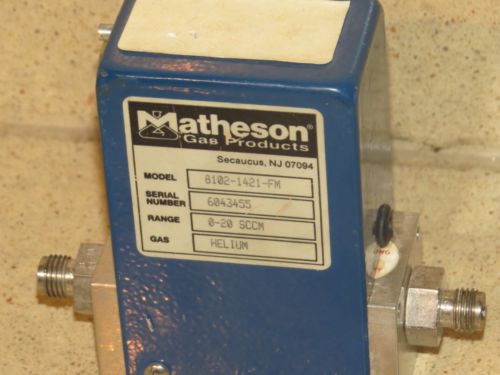 Matheson®
Gas Products
Secaucus, NJ 07094
MODEL 8102-1421-FM
SERIAL
NUMBER 6043455
RANGE 0-20 SCCM
GAS HELIUM